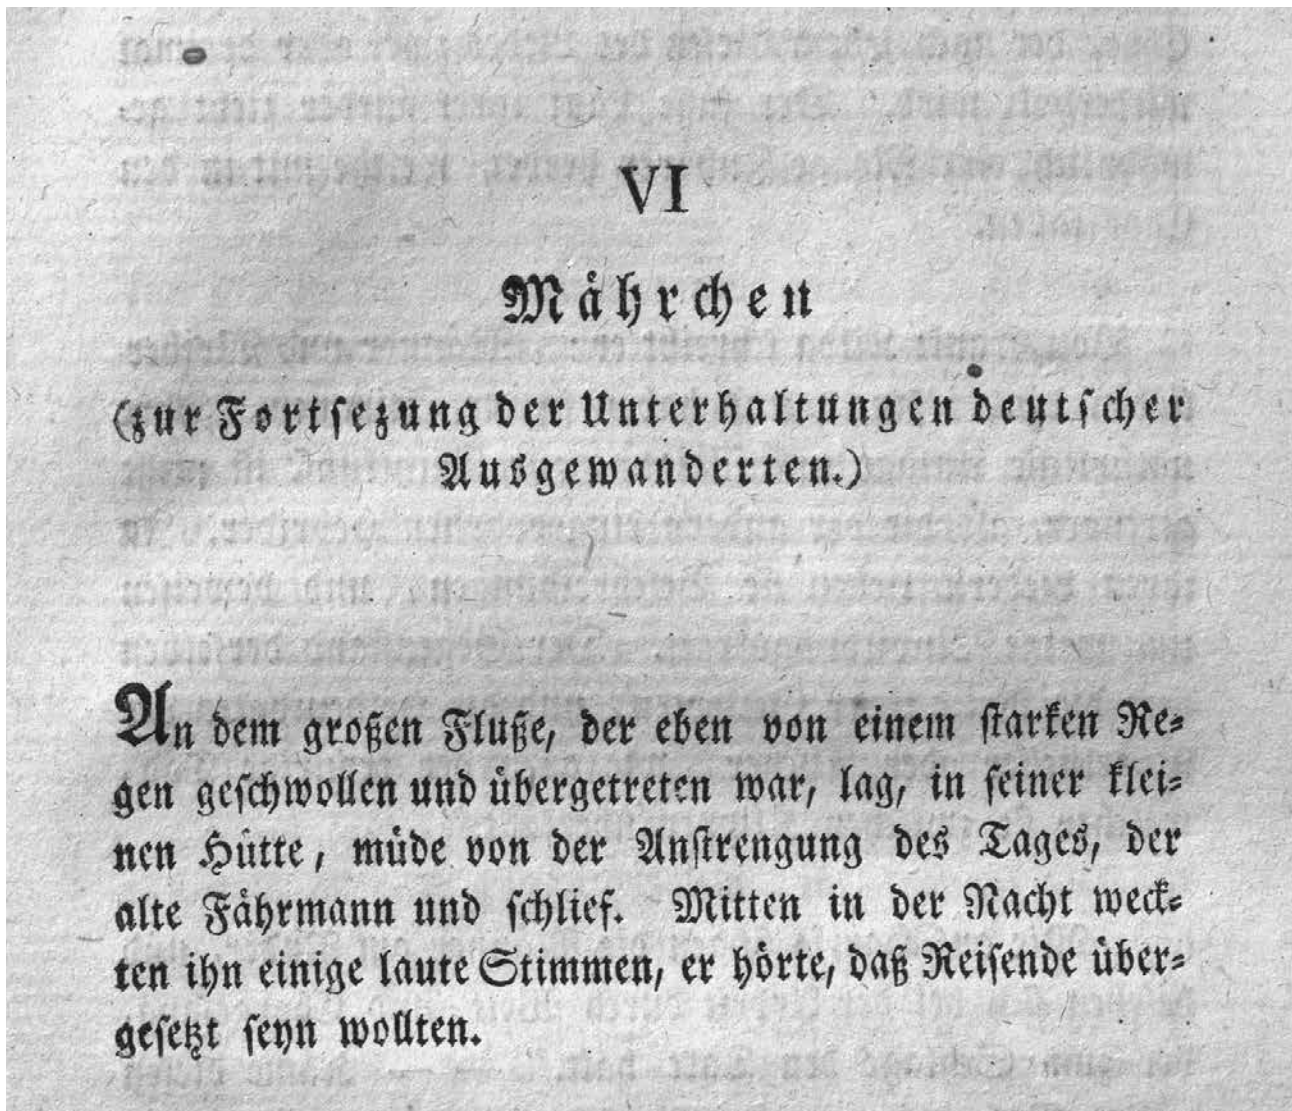 VI
Mährchen
(zur Fortsezung der Unterhaltungen deutscher
Ausgewanderten.)
An dem großen Fluße, der eben von einem starken Re-
gen geschwollen und übergetreten war, lag, in seiner klei-
nen Hütte, müde von der Anstrengung des Tages, der
alte Fährmann und schlief. Mitten in der Nacht weck-
ten ihn einige laute Stimmen, er hörte, daß Reisende über-
gesetzt seyn wollten.